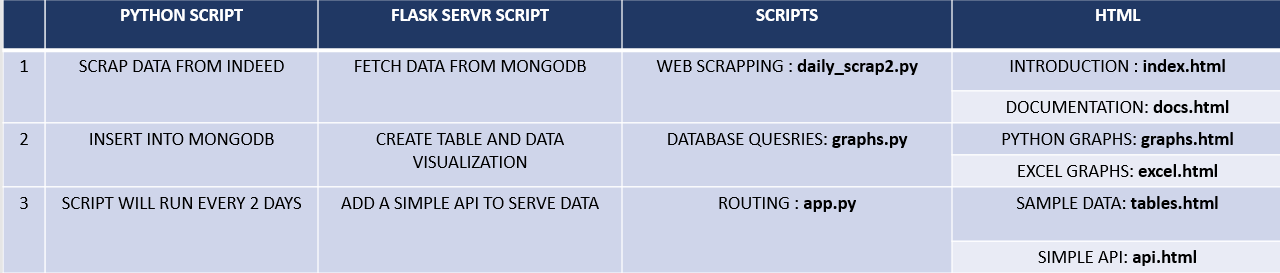 PYTHON SCRIPT FLASK SERVR SCRIPT SCRIPTS HTML
1 SCRAP DATA FROM INDEED FETCH DATA FROM MONGODB WEB SCRAPPING : daily_scrap2.py INTRODUCTION : index.html
DOCUMENTATION: docs.html
2 INSERT INTO MONGODB CREATE TABLE AND DATA DATABASE QUESRIES: graphs.py PYTHON GRAPHS: graphs.html
VISUALIZATION
EXCEL GRAPHS: excel.html
3 SCRIPT WILL RUN EVERY 2 DAYS ADD A SIMPLE API TO SERVE DATA ROUTING : app.py SAMPLE DATA: tables.html
SIMPLE API: api.html